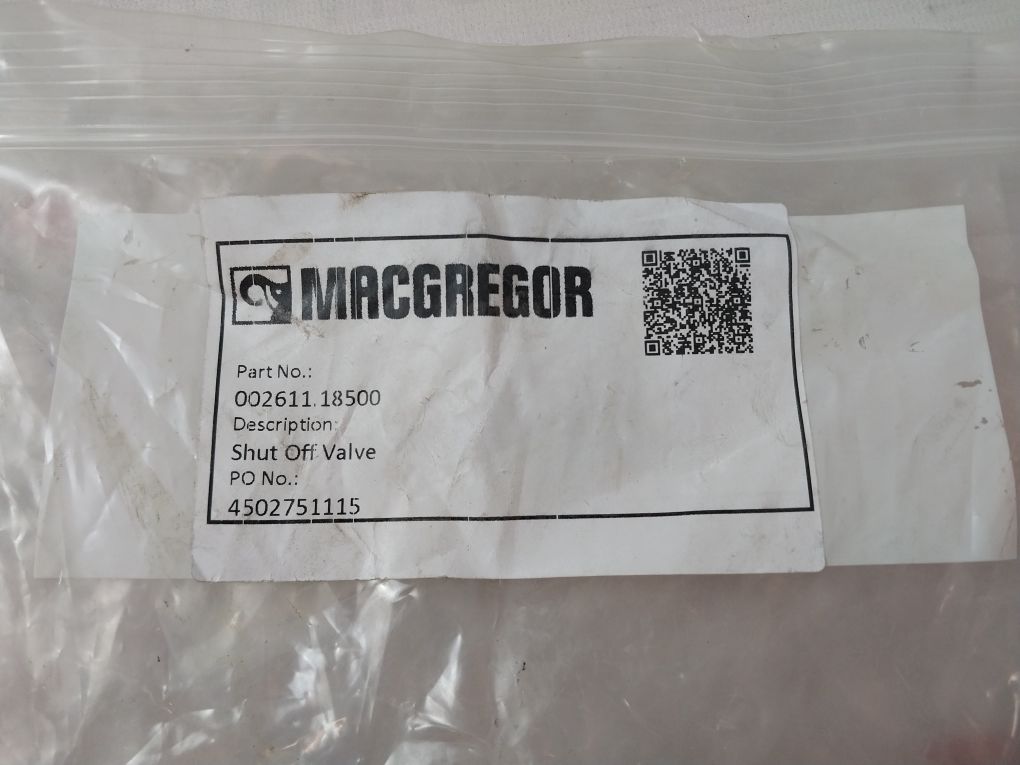 MACGREGOR
Part No.:
002611.18500
Description:
Shut Off Valve
PO No.:
4502751115